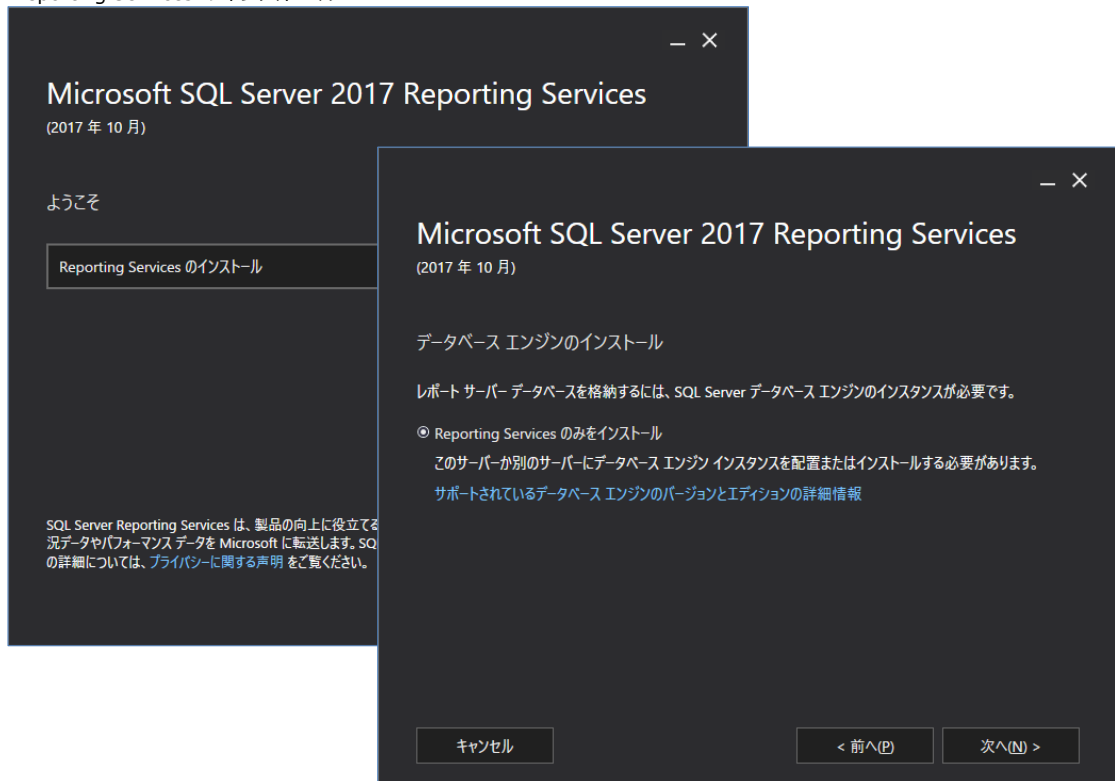 Microsoft SQL Server 2017 Reporting Services
(2017 年 10 月)
ようこそ
Reporting Services のインストール
SQL Server Reporting Services は、製品の向上に役立てる
況データやパフォーマンス データを Microsoft に転送します。SQ
の詳細については、プライバシーに関する声明 をご覧ください。
Microsoft SQL Server 2017 Reporting Services
(2017 年 10 月)
データベース エンジンのインストール
レポート サーバー データベースを格納するには、SQL Server データベース エンジンのインスタンスが必要です。
Reporting Services のみをインストール
このサーバーか別のサーバーにデータベース エンジン インスタンスを配置またはインストールする必要があります。
サポートされているデータベース エンジンのバージョンとエディションの詳細情報
キャンセル
< 前へ(P)
次へ(N) >